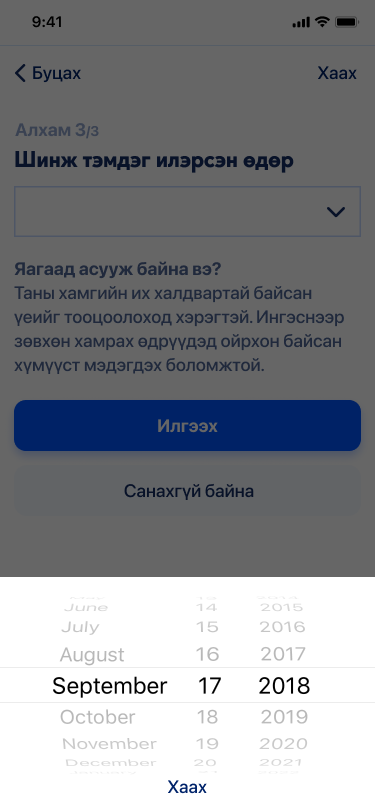 9:41
Буцах Хаах
Алхам 3/3
Шинж тэмдэг илэрсэн өдөр
Яагаад асууж байна вэ?
Таны хамгийн их халдвартай байсан
үеийг тооцоолоход хэрэгтэй. Ингэснээр
зөвхөн хамрах өдрүүдэд ойрхон байсан
хүмүүст мэдэгдэх боломжтой.
Илгээх
Санахгүй байна
June 14 2015
July 15 2016
August 16 2017
September 17 2018
October 18 2019
November 19 2020
December 20 2021
Хаах